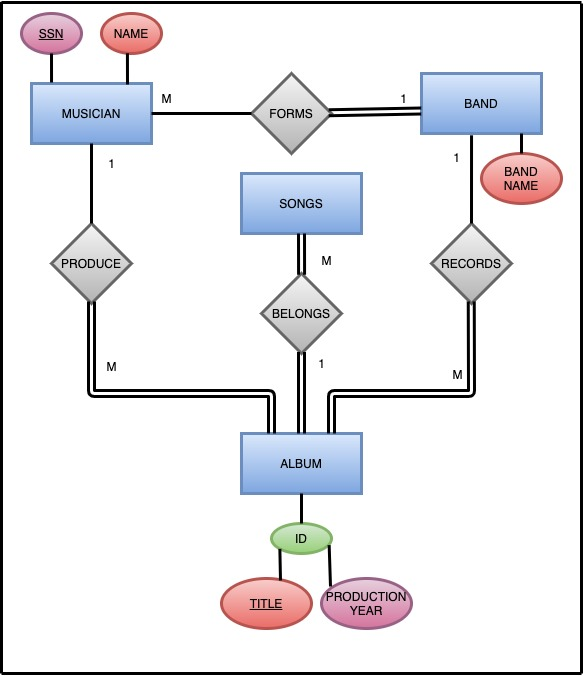 SSN
NAME
MUSICIAN
M
FORMS
1
BAND
1
1
BAND
NAME
SONGS
M
PRODUCE
RECORDS
BELONGS
M
1
M
ALBUM
ID
TITLE
PRODUCTION
YEAR